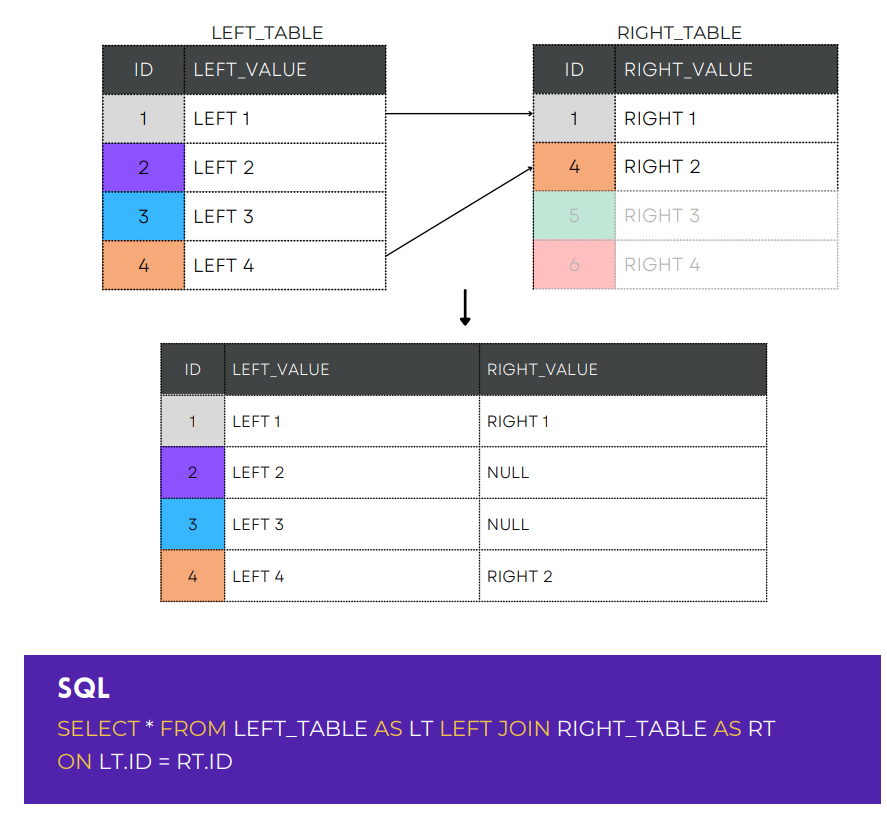 LEFT_TABLE
ID LEFT_VALUE
1 LEFT 1
2 LEFT 2
3 LEFT 3
4 LEFT 4
RIGHT_TABLE
ID RIGHT_VALUE
1 RIGHT 1
4 RIGHT 2
5 RIGHT 3
6 RIGHT 4
ID LEFT_VALUE RIGHT_VALUE
1 LEFT 1 RIGHT 1
2 LEFT 2 NULL
3 LEFT 3 NULL
4 LEFT 4 RIGHT 2
SQL
SELECT * FROM LEFT_TABLE AS LT LEFT JOIN RIGHT_TABLE AS RT
ON LT.ID = RT.ID